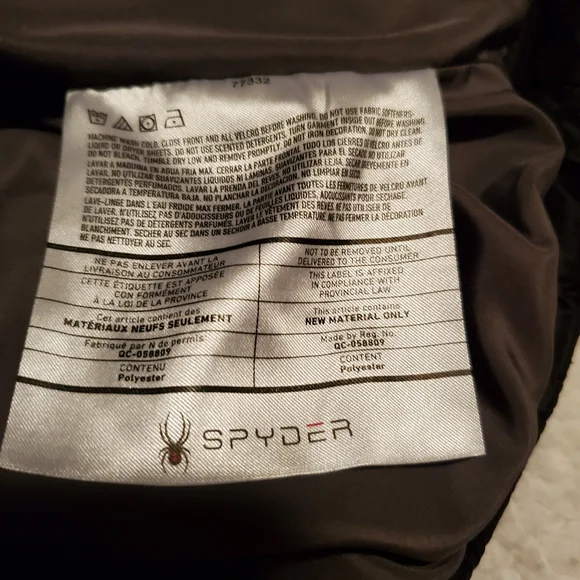 77332
MACHINE WASH COLD. CLOSE FRONT AND ALL VELCRO BEFORE WASHING. DO NOT USE FABRIC SOFTENERS-
LIQUID OR DRYER SHEETS. DO NOT USE SCENTED DETERGENTS. TURN GARMENT INSIDE OUT BEFORE WASHING.
DO NOT BLEACH. TUMBLE DRY LOW AND REMOVE PROMPTLY. DO NOT IRON DECORATION. DO NOT DRY CLEAN.
LAVAR A MAQUINA EN AGUA FRIA MAX. CERRAR LA PARTE FRONTAL Y TODO LOS CIERRES DE VELCRO ANTES DE
LAVAR. NO UTILIZAR SUAVIZANTES LIQUIDOS NI LAMINAS. NO UTILIZAR
DETERGENTES PERFUMADOS. LAVAR LA PRENDA DEL REVES. NO UTILIZAR LEJIA.
SECADORA A TEMPERATURA BAJA. NO PLANCHAR LA DECORACION. NO LIMPIAR EN SECO
LAVE-LINGE DANS L'EAU FROIDE MAX FERMER. LA PARTIE AVANT TOUTES LES FERMETURES DE VELCRO AVANT
DE LAVER. N'UTILISEZ PAS D'ADOUCISSEURS OU DE FEUILLES LIQUIDES, ADOUCISSANTS POUR SECHAGE.
N'UTILISEZ PAS DE DETERGENTS PARFUMES. LAVER LE VETEMENT DES REVES NE PAS UTILISER DE
BLANCHIMENT. SECHER AU SEC DANS UN SECHOIR A BASSE TEMPERATURE NE PAS FERMER LA DECORATION
NE PAS NETTOYER AU SEC.
NE PAS ENLEVER AVANT LA
LIVRAISON AU CONSOMMATEUR
NOT TO BE REMOVED UNTIL
DELIVERED TO THE CONSUMER
CETTE ÉTIQUETTE EST APPOSÉE
CON FORMÉMENT
À LA LOI DE LA PROVINCE
THIS LABEL IS AFFIXED
IN COMPLIANCE WITH
PROVINCIAL LAW
Cet article contient des
MATÉRIAUX NEUFS SEULEMENT
This article contains
NEW MATERIAL ONLY
Fabriqué par N de permis
QC-058809
Made by Reg. No.
QC-058809
CONTENU
Polyester
CONTENT
Polyester
SPYDER